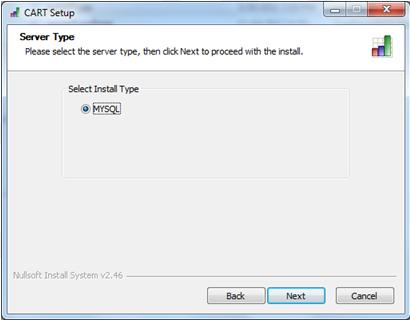 CART Setup
Server Type
Please select the server type, then click Next to proceed with the install.
Select Install Type
MYSQL
Nullsoft Install System v2.46
Back Next Cancel